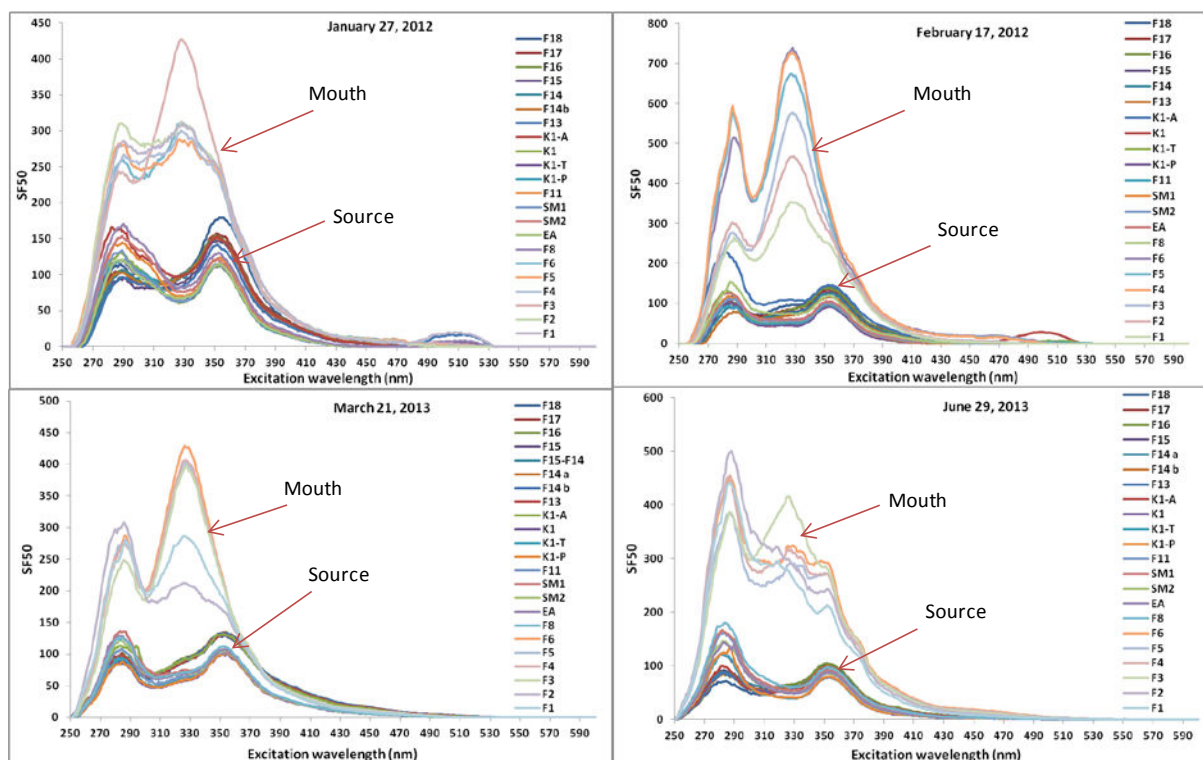 January 27, 2012
SF50
450
400
350
300
250
200
150
100
50
0
250 270 290 310 330 350 370 390 410 430 450 470 490 510 530 550 570 590
Excitation wavelength (nm)
Mouth
Source
F18
F17
F16
F15
F14
F14b
F13
K1-A
K1
K1-T
K1-P
F11
SM1
SM2
EA
F8
F6
F5
F4
F3
F2
F1
February 17, 2012
SF50
800
700
600
500
400
300
200
100
0
250 270 290 310 330 350 370 390 410 430 450 470 490 510 530 550 570 590
Excitation wavelength (nm)
Mouth
Source
F18
F17
F16
F15
F14
F13
K1-A
K1
K1-T
K1-P
F11
SM1
SM2
EA
F8
F6
F5
F4
F3
F2
F1
March 21, 2013
SF50
500
450
400
350
300
250
200
150
100
50
0
250 270 290 310 330 350 370 390 410 430 450 470 490 510 530 550 570 590
Excitation wavelength (nm)
Mouth
Source
F18
F17
F16
F15
F15-F14
F14 a
F14 b
F13
K1-A
K1
K1-T
K1-P
F11
SM1
SM2
EA
F8
F6
F5
F4
F3
F2
F1
June 29, 2013
SF50
600
500
400
300
200
100
0
250 270 290 310 330 350 370 390 410 430 450 470 490 510 530 550 570 590
Excitation wavelength (nm)
Mouth
Source
F18
F17
F16
F15
F14 a
F14 b
F13
K1-A
K1
K1-T
K1-P
F11
SM1
SM2
EA
F8
F6
F5
F4
F3
F2
F1